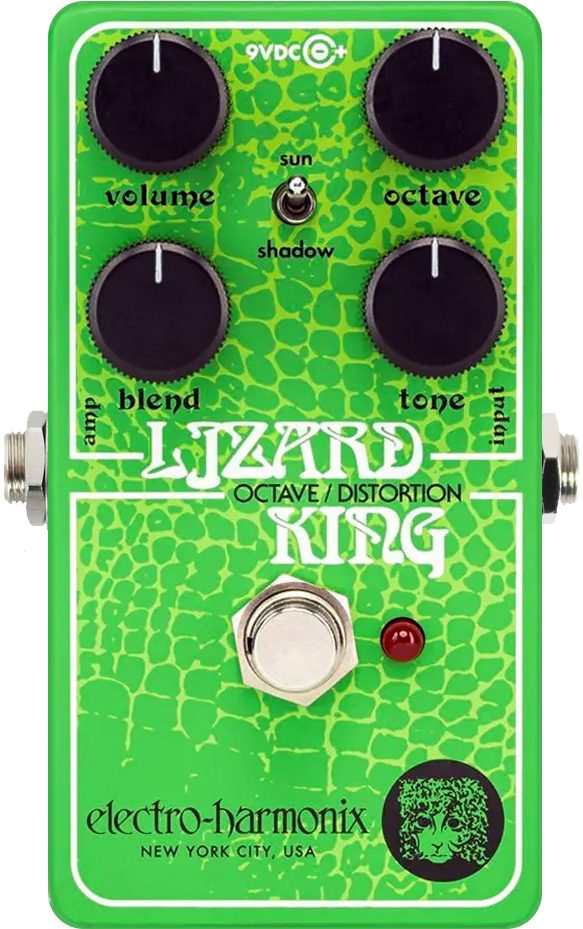 9VDC - +
sun
volume
octave
shadow
blend
tone
amp
input
LIZARD
OCTAVE / DISTORTION
KING
electro-harmonix
NEW YORK CITY, USA